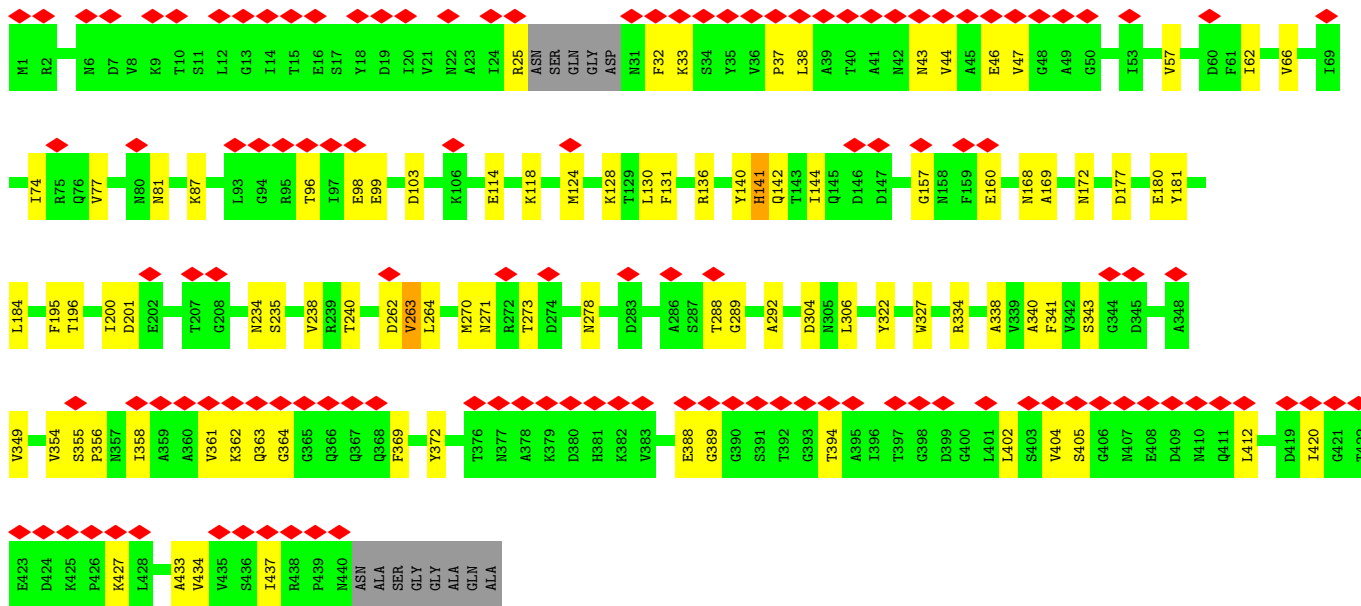 M1 R2 N6 D7 V8 K9 T10 S11 L12 G13 I14 T15 E16 S17 Y18 D19 I20 V21 N22 A23 I24 R25 ASN SER GLN GLY ASP N31 F32 K33 S34 Y35 V36 P37 L38 A39 T40 A41 N42 N43 V44 A45 E46 V47 G48 A49 G50 I53 V57 D60 F61 I62 V66 I69
I74 R75 Q76 V77 N80 N81 K87 L93 G94 R95 T96 I97 E98 E99 D103 K106 E114 K118 M124 K128 T129 L130 F131 R136 Y140 H141 Q142 T143 I144 Q145 D146 D147 G157 N158 F159 E160 N168 A169 N172 D177 E180 Y181
L184 F195 T196 I200 D201 E202 T207 G208 N234 S235 V238 R239 T240 D262 V263 L264 M270 N271 R272 T273 D274 N278 D283 A286 S287 T288 G289 A292 D304 N305 L306 Y322 W327 R334 A338 V339 A340 F341 V342 S343 G344 D345 A348
V349 V354 S355 P356 N357 I358 A359 A360 V361 K362 Q363 G364 G365 Q366 Q367 Q368 F369 Y372 T376 N377 A378 K379 D380 H381 K382 V383 E388 G389 G390 S391 T392 G393 T394 A395 I396 T397 G398 D399 G400 L401 L402 S403 V404 S405 G406 N407 E408 D409 N410 Q411 L412 D419 I420 G421 T422
E423 D424 K425 P426 K427 L428 A433 V434 V435 S436 I437 R438 P439 N440 ASN ALA SER GLY GLY ALA GLN ALA